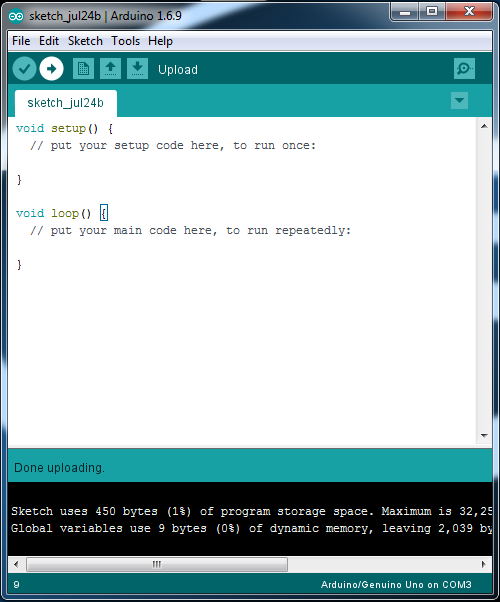 sketch_jul24b | Arduino 1.6.9
File Edit Sketch Tools Help
Upload
sketch_jul24b
void setup() {
  // put your setup code here, to run once:
}
void loop() {
  // put your main code here, to run repeatedly:
}
Done uploading.
Sketch uses 450 bytes (1%) of program storage space. Maximum is 32,25
Global variables use 9 bytes (0%) of dynamic memory, leaving 2,039 by
9
Arduino/Genuino Uno on COM3